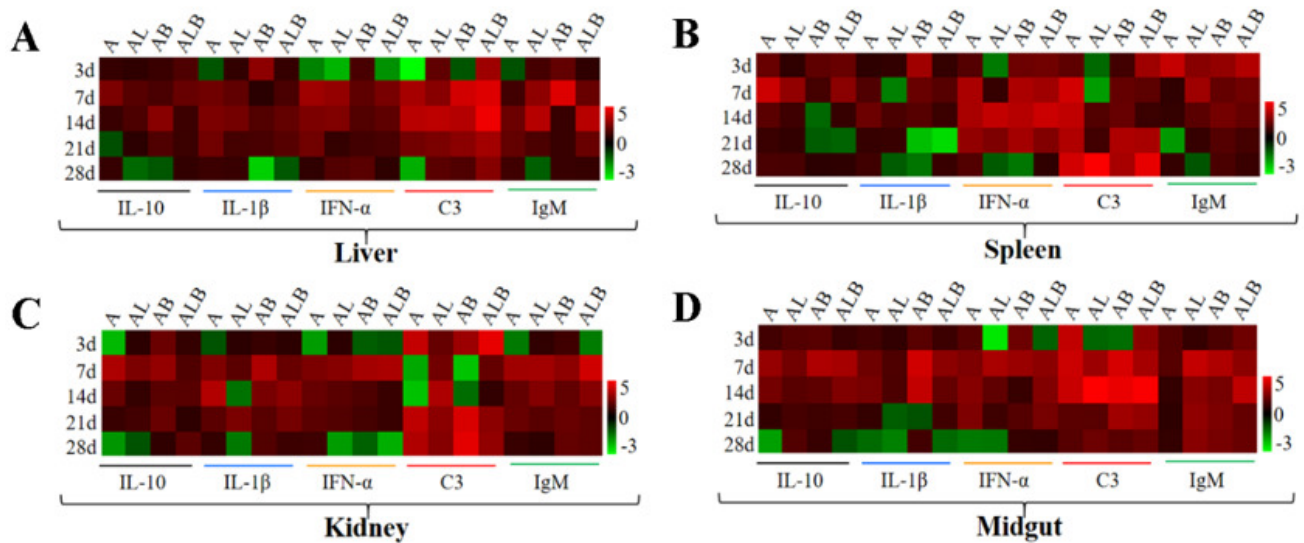 A
A AL AB ALB A AL AB ALB A AL AB ALB A AL AB ALB A AL AB ALB
3d
7d
14d
21d
28d
5
0
-3
IL-10 IL-1β IFN-α C3 IgM
Liver
B
A AL AB ALB A AL AB ALB A AL AB ALB A AL AB ALB A AL AB ALB
3d
7d
14d
21d
28d
5
0
-3
IL-10 IL-1β IFN-α C3 IgM
Spleen
C
A AL AB ALB A AL AB ALB A AL AB ALB A AL AB ALB A AL AB ALB
3d
7d
14d
21d
28d
5
0
-3
IL-10 IL-1β IFN-α C3 IgM
Kidney
D
A AL AB ALB A AL AB ALB A AL AB ALB A AL AB ALB A AL AB ALB
3d
7d
14d
21d
28d
5
0
-3
IL-10 IL-1β IFN-α C3 IgM
Midgut